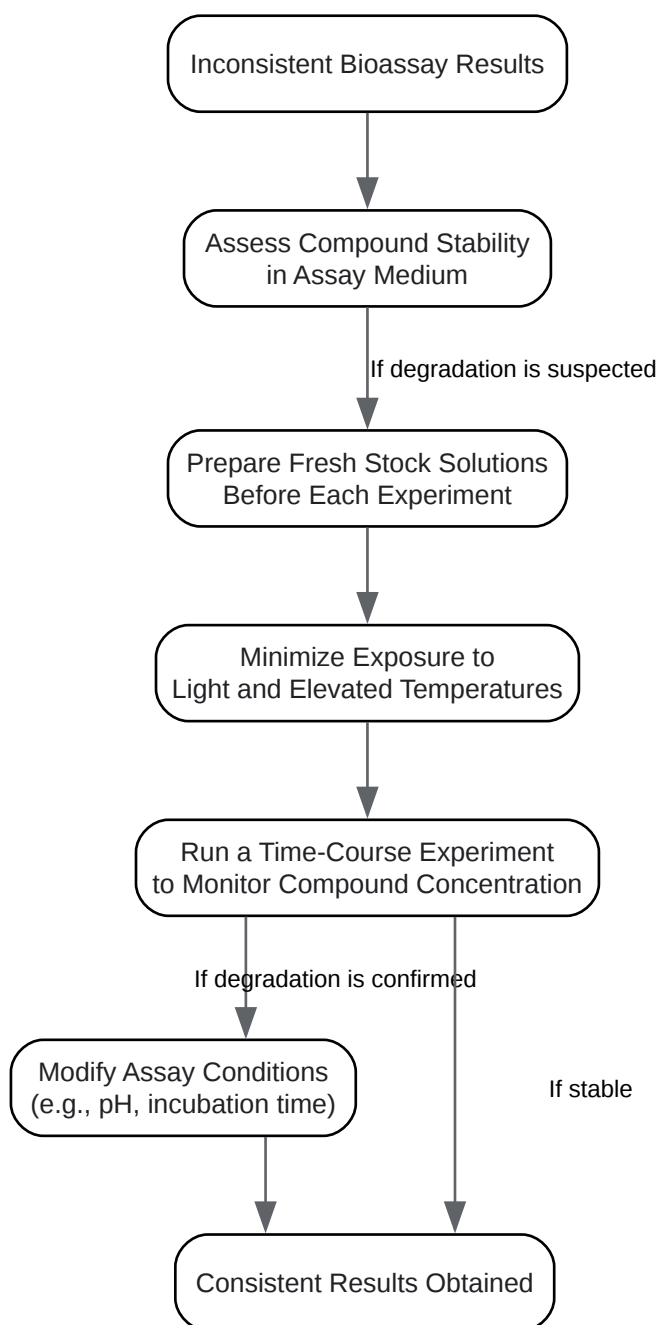 Inconsistent Bioassay Results
Assess Compound Stability
in Assay Medium
If degradation is suspected
Prepare Fresh Stock Solutions
Before Each Experiment
Minimize Exposure to
Light and Elevated Temperatures
Run a Time-Course Experiment
to Monitor Compound Concentration
If degradation is confirmed
Modify Assay Conditions
(e.g., pH, incubation time)
If stable
Consistent Results Obtained